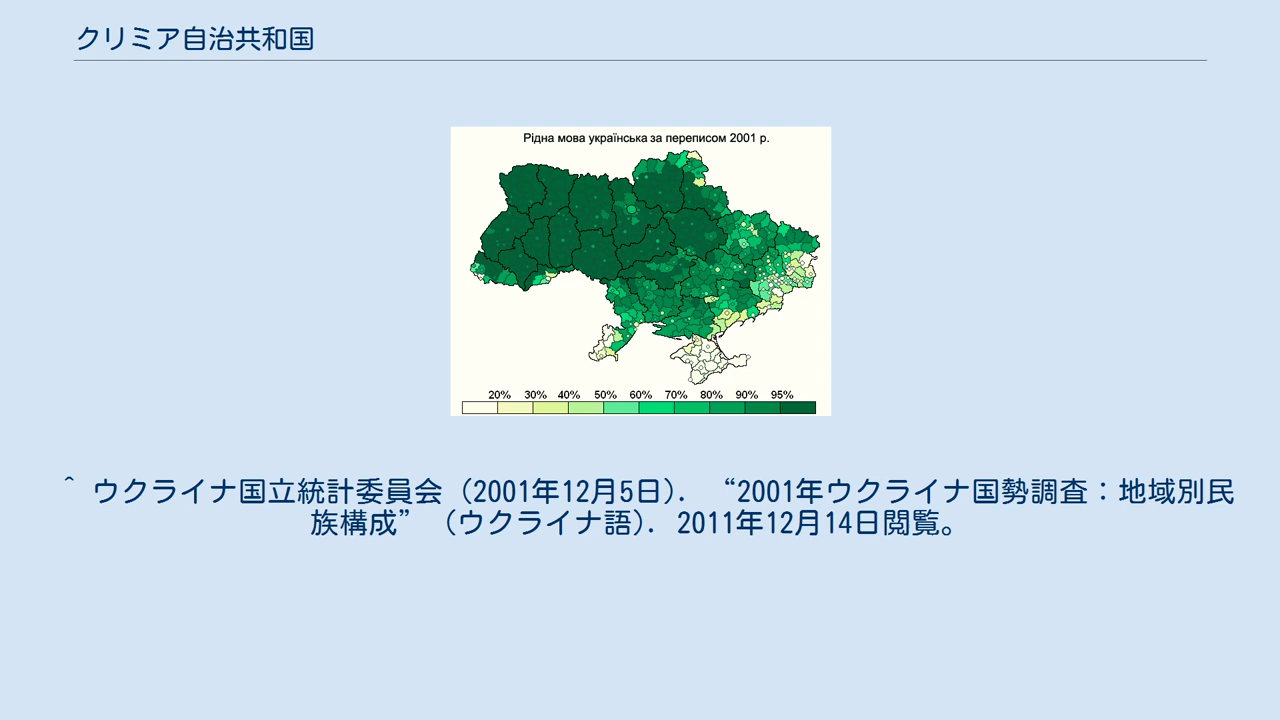 クリミア自治共和国
Рідна мова українська за переписом 2001 р.
20% 30% 40% 50% 60% 70% 80% 90% 95%
^ ウクライナ国立統計委員会 (2001年12月5日). “2001年ウクライナ国勢調査：地域別民
族構成” （ウクライナ語). 2011年12月14日閲覧。